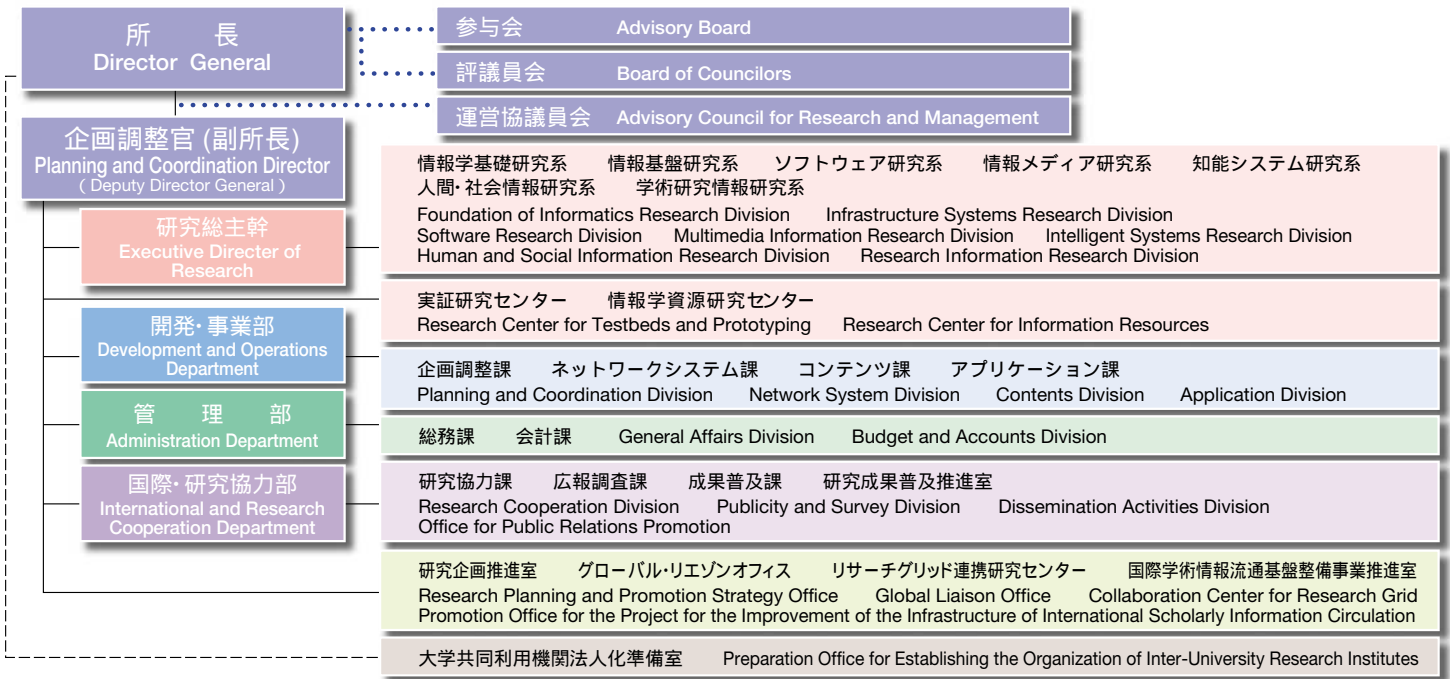 所 長
Director General
参与会 Advisory Board
評議員会 Board of Councilors
運営協議員会 Advisory Council for Research and Management
企画調整官 (副所長)
Planning and Coordination Director
( Deputy Director General )
研究総主幹
Executive Director of
Research
情報学基礎研究系 情報基盤研究系 ソフトウェア研究系 情報メディア研究系 知能システム研究系
人間・社会情報研究系 学術研究情報研究系
Foundation of Informatics Research Division Infrastructure Systems Research Division
Software Research Division Multimedia Information Research Division Intelligent Systems Research Division
Human and Social Information Research Division Research Information Research Division
実証研究センター 情報学資源研究センター
Research Center for Testbeds and Prototyping Research Center for Information Resources
開発・事業部
Development and Operations
Department
企画調整課 ネットワークシステム課 コンテンツ課 アプリケーション課
Planning and Coordination Division Network System Division Contents Division Application Division
管 理 部
Administration Department
総務課 会計課 General Affairs Division Budget and Accounts Division
国際・研究協力部
International and Research
Cooperation Department
研究協力課 広報調査課 成果普及課 研究成果普及推進室
Research Cooperation Division Publicity and Survey Division Dissemination Activities Division
Office for Public Relations Promotion
研究企画推進室 グローバル・リエゾンオフィス リサーチグリッド連携研究センター 国際学術情報流通基盤整備事業推進室
Research Planning and Promotion Strategy Office Global Liaison Office Collaboration Center for Research Grid
Promotion Office for the Project for the Improvement of the Infrastructure of International Scholarly Information Circulation
大学共同利用機関法人化準備室 Preparation Office for Establishing the Organization of Inter-University Research Institutes